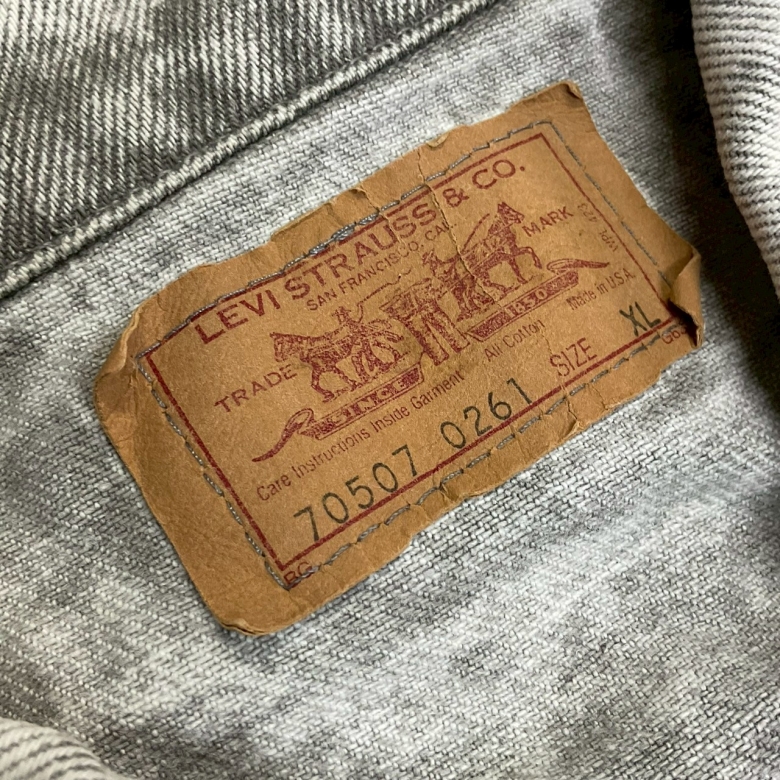 LEVI STRAUSS & CO.
SAN FRANCISCO, CAL
TRADE MARK
SINCE 1850
Made in U.S.A.
Care Instructions Inside Garment All Cotton
70507 0261 SIZE XL